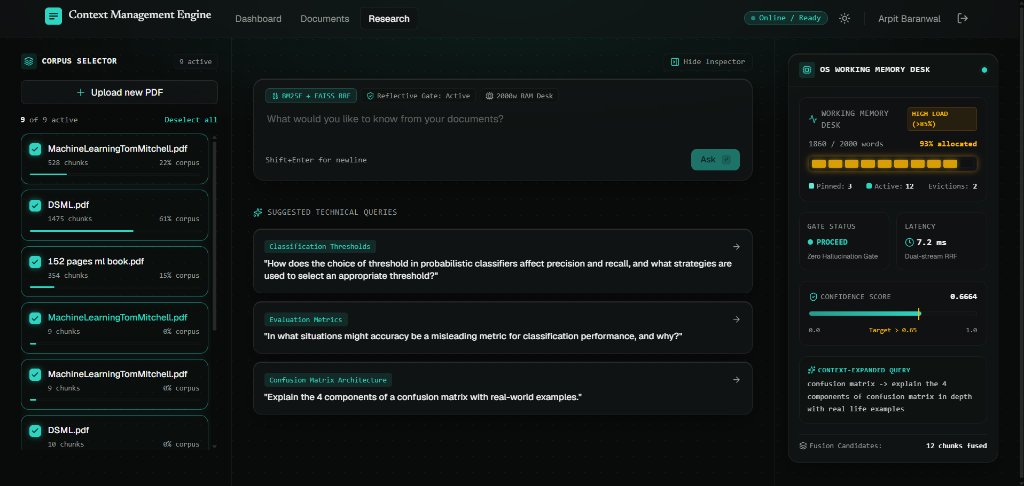 Context Management Engine
Dashboard
Documents
Research
Online / Ready
Arpit Baranwal
CORPUS SELECTOR
9 active
+ Upload new PDF
9 of 9 active
Deselect all
MachineLearningTomMitchell.pdf
528 chunks
22% corpus
DSML.pdf
1475 chunks
61% corpus
152 pages ml book.pdf
354 chunks
15% corpus
MachineLearningTomMitchell.pdf
9 chunks
0% corpus
MachineLearningTomMitchell.pdf
9 chunks
0% corpus
DSML.pdf
10 chunks
0% corpus
Hide Inspector
BM25F + FAISS RRF
Reflective Gate: Active
2000w RAM Desk
What would you like to know from your documents?
Shift+Enter for newline
Ask
SUGGESTED TECHNICAL QUERIES
Classification Thresholds
"How does the choice of threshold in probabilistic classifiers affect precision and recall, and what strategies are
used to select an appropriate threshold?"
Evaluation Metrics
"In what situations might accuracy be a misleading metric for classification performance, and why?"
Confusion Matrix Architecture
"Explain the 4 components of a confusion matrix with real-world examples."
OS WORKING MEMORY DESK
WORKING MEMORY
DESK
HIGH LOAD
(>85%)
1860 / 2000 words
93% allocated
Pinned: 3
Active: 12
Evictions: 2
GATE STATUS
PROCEED
Zero Hallucination Gate
LATENCY
7.2 ms
Dual-stream RRF
CONFIDENCE SCORE
0.6664
0.0
Target > 0.65
1.0
CONTEXT-EXPANDED QUERY
confusion matrix -> explain the 4
components of confusion matrix in depth
with real life examples
Fusion Candidates:
12 chunks fused